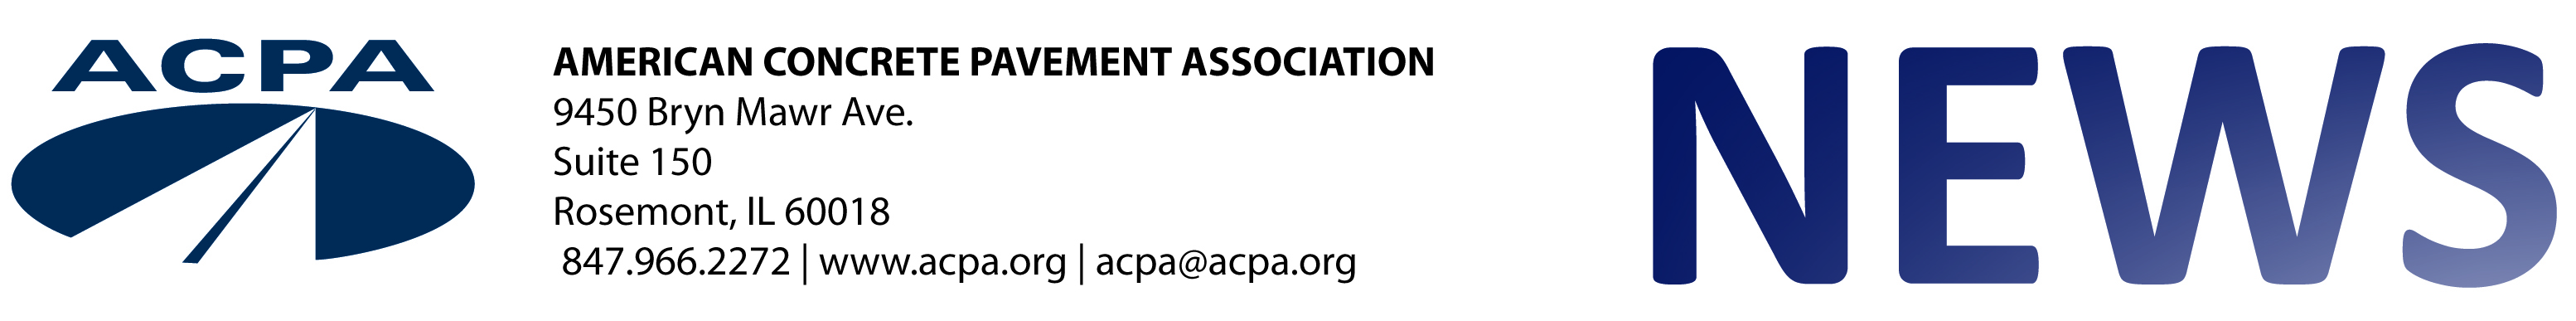 ACPA
AMERICAN CONCRETE PAVEMENT ASSOCIATION
9450 Bryn Mawr Ave.
Suite 150
Rosemont, IL 60018
847.966.2272 | www.acpa.org | acpa@acpa.org
NEWS